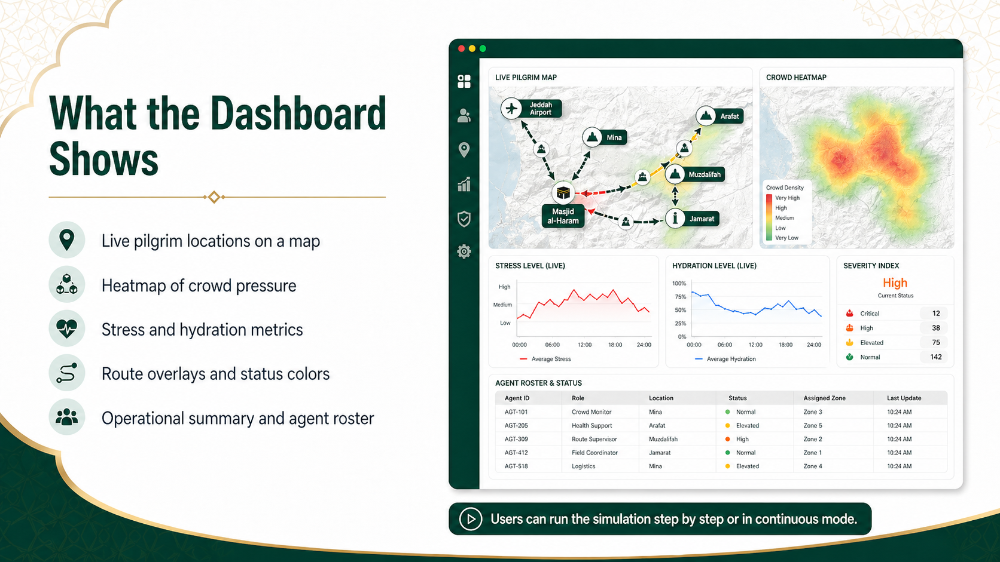 What the Dashboard
Shows
Live pilgrim locations on a map
Heatmap of crowd pressure
Stress and hydration metrics
Route overlays and status colors
Operational summary and agent roster
LIVE PILGRIM MAP
Jeddah
Airport
Mina
Arafat
Muzdalifah
Masjid
al-Haram
Jamarat
CROWD HEATMAP
Crowd Density
Very High
High
Medium
Low
Very Low
STRESS LEVEL (LIVE)
High
Medium
Low
00:00 06:00 12:00 18:00 24:00
Average Stress
HYDRATION LEVEL (LIVE)
100%
75%
50%
25%
0%
00:00 06:00 12:00 18:00 24:00
Average Hydration
SEVERITY INDEX
High
Current Status
Critical 12
High 38
Elevated 75
Normal 142
AGENT ROSTER & STATUS
Agent ID Role Location Status Assigned Zone Last Update
AGT-101 Crowd Monitor Mina Normal Zone 3 10:24 AM
AGT-205 Health Support Arafat Elevated Zone 5 10:24 AM
AGT-309 Route Supervisor Muzdalifah High Zone 2 10:24 AM
AGT-412 Field Coordinator Jamarat Normal Zone 1 10:24 AM
AGT-518 Logistics Mina Elevated Zone 4 10:24 AM
Users can run the simulation step by step or in continuous mode.